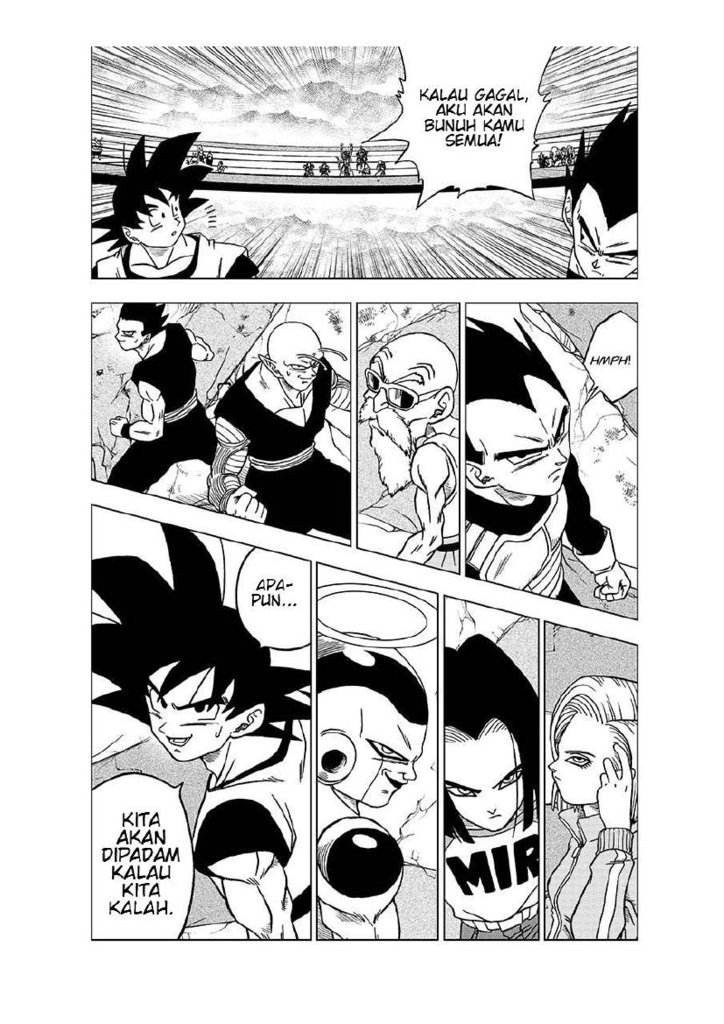 KALAU GAGAL,
AKU AKAN
BUNUH KAMU
SEMUA!
HMPH!
APA-
PUN...
KITA
AKAN
DIPADAM
KALAU
KITA
KALAH.
MIR